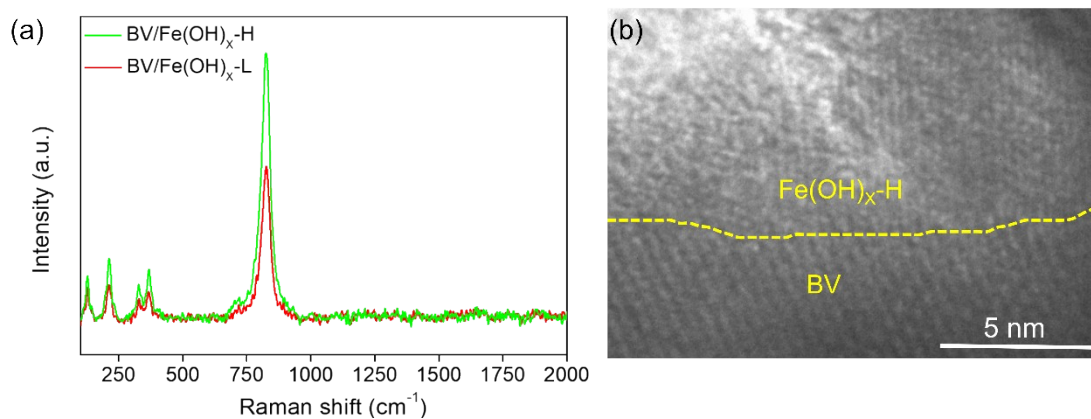 (a)
BV/Fe(OH)ₓ-H
BV/Fe(OH)ₓ-L
Intensity (a.u.)
250 500 750 1000 1250 1500 1750 2000
Raman shift (cm⁻¹)
(b)
Fe(OH)ₓ-H
BV
5 nm